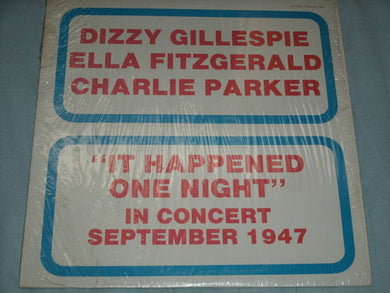 DIZZY GILLESPIE
ELLA FITZGERALD
CHARLIE PARKER
"IT HAPPENED
ONE NIGHT"
IN CONCERT
SEPTEMBER 1947